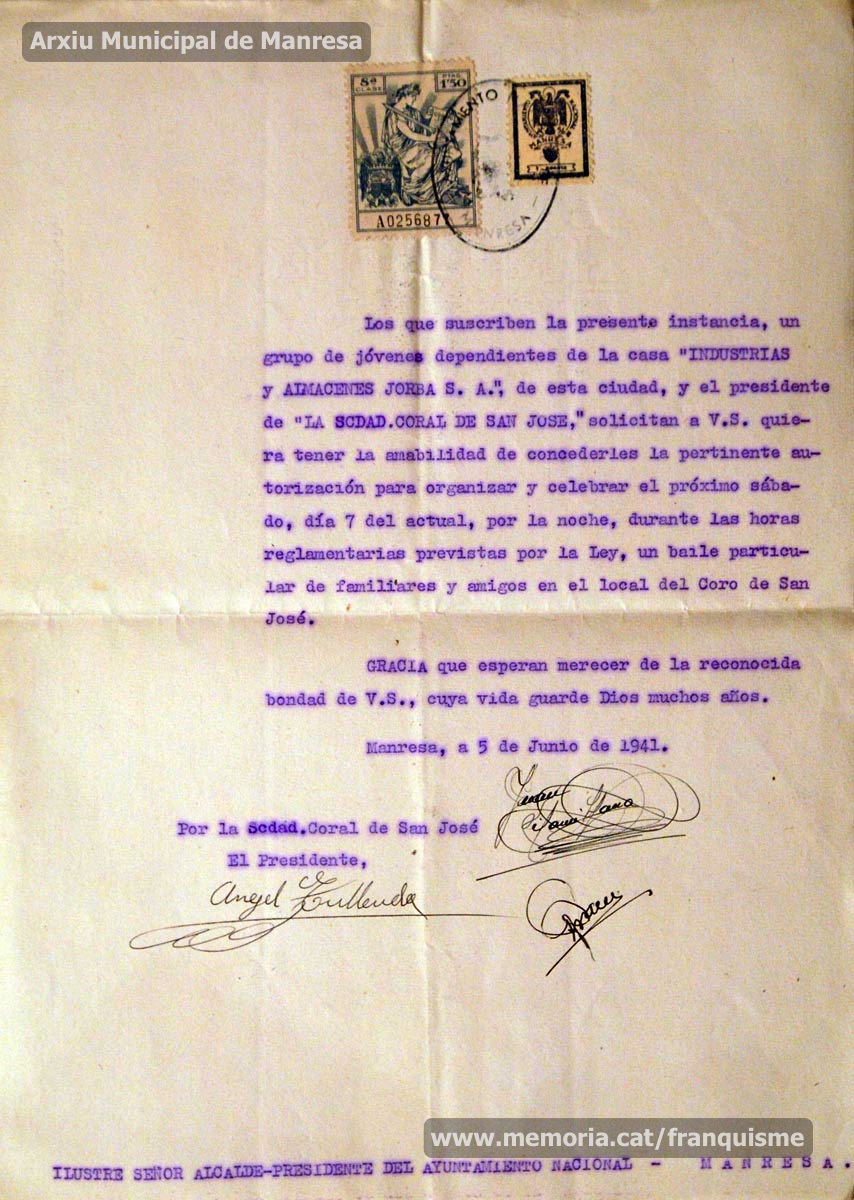 Arxiu Municipal de Manresa
8ª CLASE
PTAS 1'50
A0256877
MANRESA
Los que suscriben la presente instancia, un
grupo de jóvenes dependientes de la casa "INDUSTRIAS
y ALMACENES JORBA S. A.", de esta ciudad, y el presidente
de "LA SCDAD.CORAL DE SAN JOSE," solicitan a V.S. quie-
ra tener la amabilidad de concederles la pertinente au-
torización para organizar y celebrar el próximo sába-
do, día 7 del actual, por la noche, durante las horas
reglamentarias previstas por la Ley, un baile particu-
lar de familiares y amigos en el local del Coro de San
José.
GRACIA que esperan merecer de la reconocida
bondad de V.S., cuya vida guarde Dios muchos años.
Manresa, a 5 de Junio de 1941.
Por la Scdad.Coral de San José
El Presidente,
Angel
www.memoria.cat/franquisme
ILUSTRE SEÑOR ALCALDE-PRESIDENTE DEL AYUNTAMIENTO NACIONAL - MANRESA.